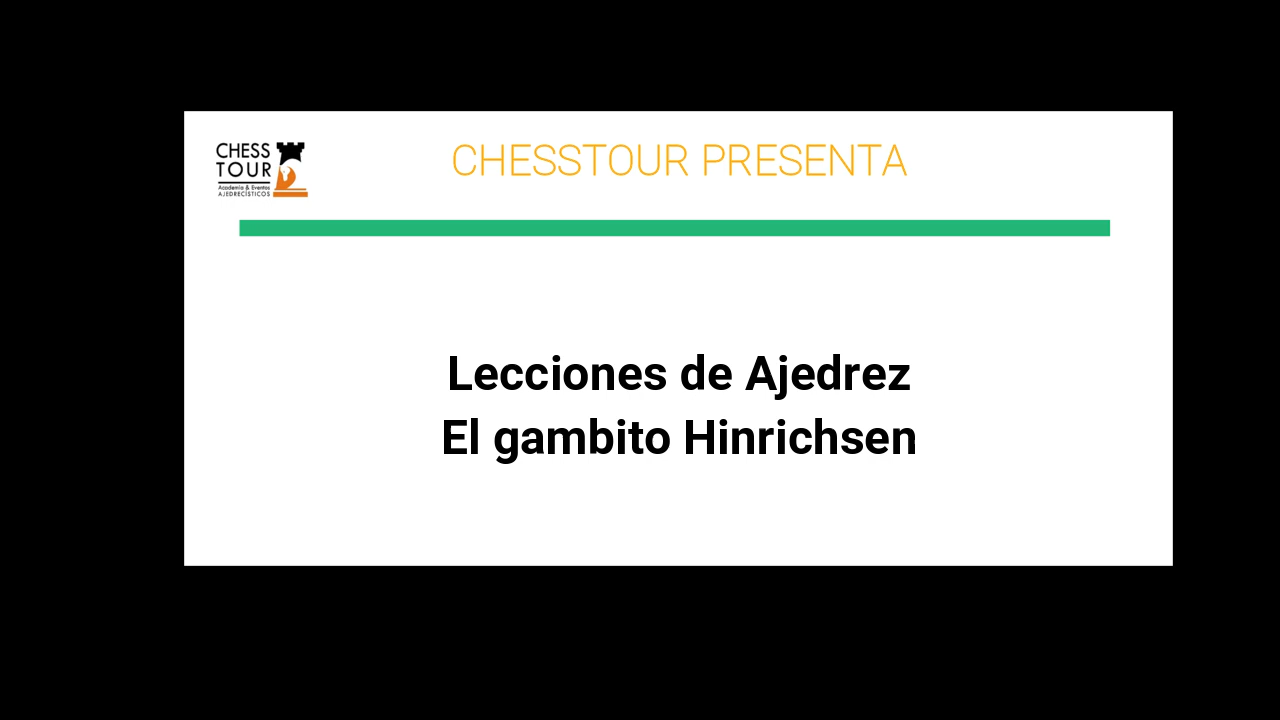 CHESS
TOUR
Academia & Eventos
AJEDRECÍSTICOS
CHESSTOUR PRESENTA
Lecciones de Ajedrez
El gambito Hinrichsen